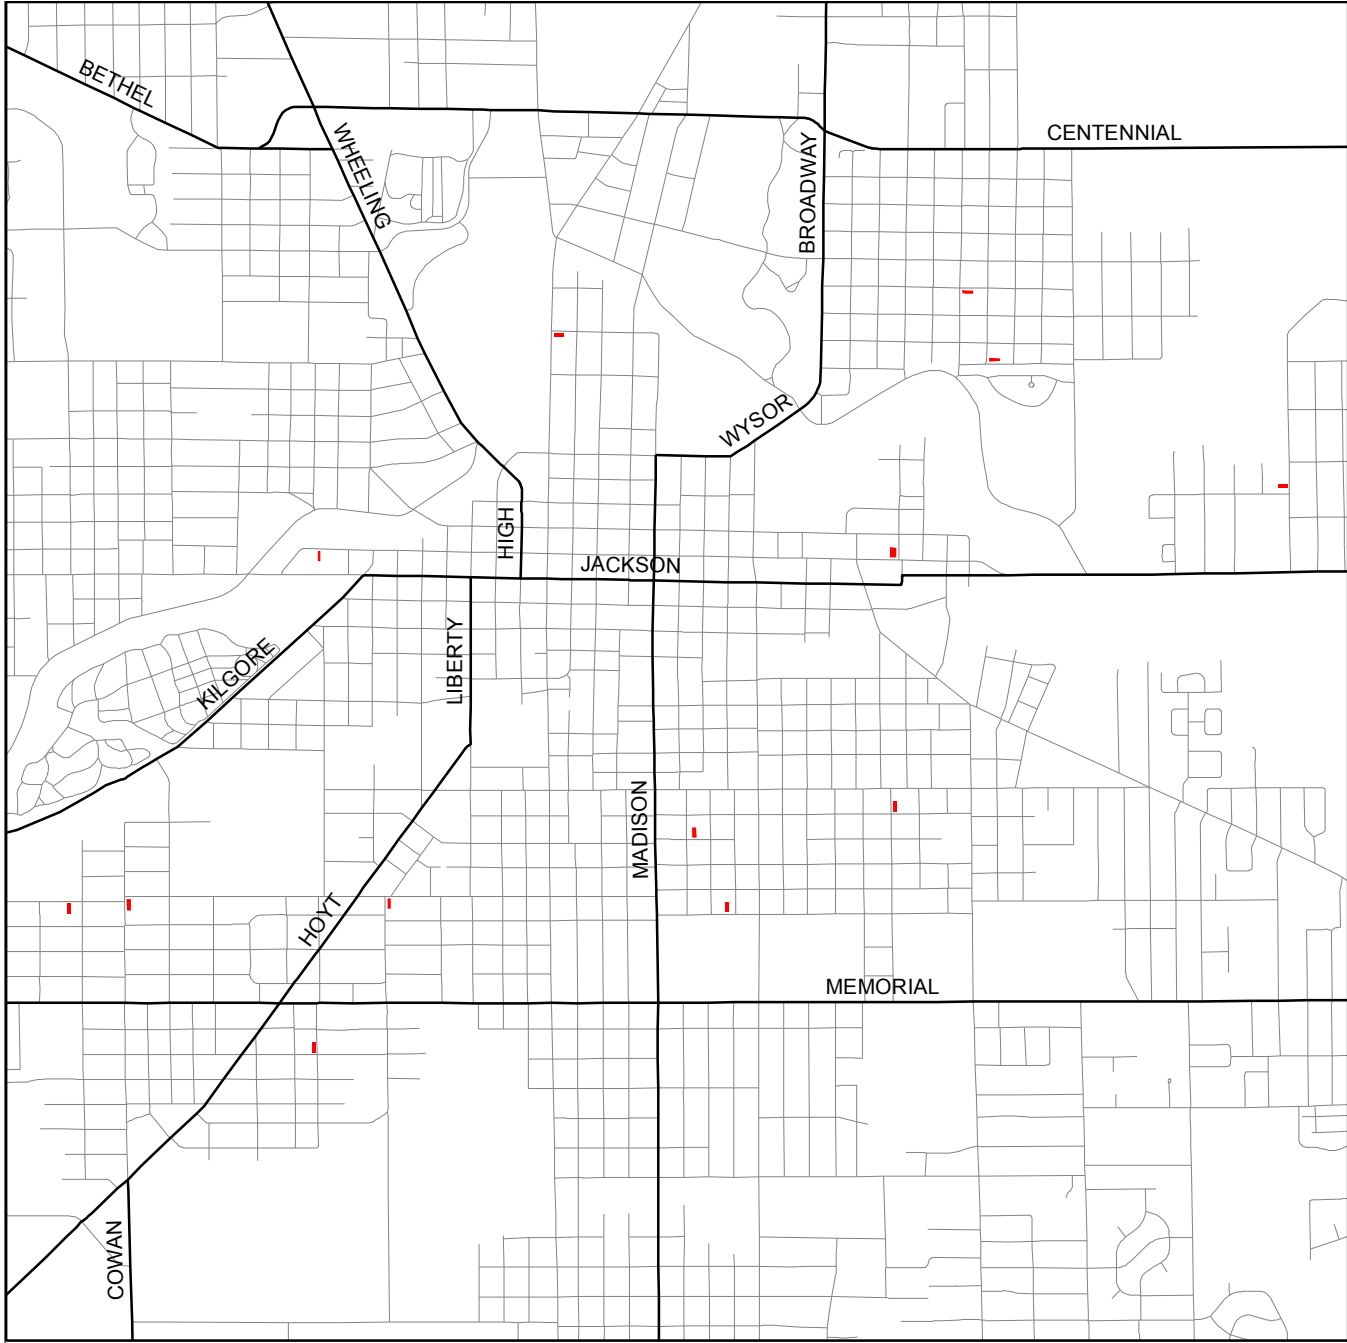 BETHEL
WHEELING
BROADWAY
CENTENNIAL
WYSOR
HIGH
JACKSON
LIBERTY
KILGORE
MADISON
HOYT
MEMORIAL
COWAN